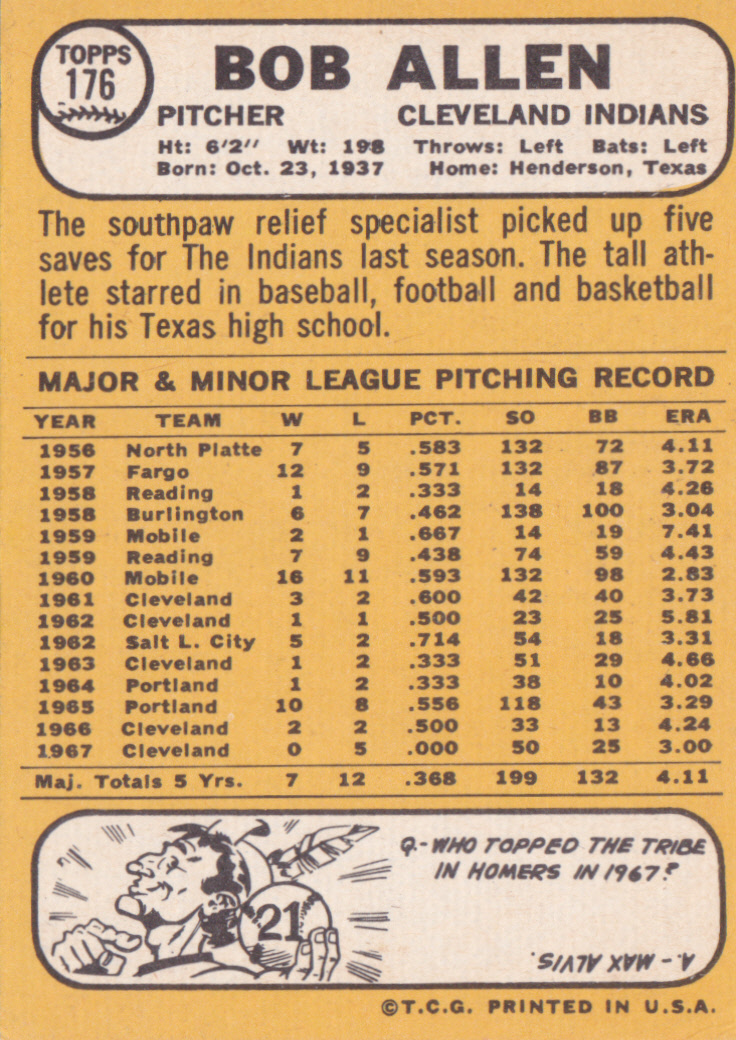 TOPPS
176
BOB ALLEN
PITCHER CLEVELAND INDIANS
Ht: 6'2" Wt: 198 Throws: Left Bats: Left
Born: Oct. 23, 1937 Home: Henderson, Texas
The southpaw relief specialist picked up five
saves for The Indians last season. The tall ath-
lete starred in baseball, football and basketball
for his Texas high school.
MAJOR & MINOR LEAGUE PITCHING RECORD
YEAR TEAM W L PCT. SO BB ERA
1956 North Platte 7 5 .583 132 72 4.11
1957 Fargo 12 9 .571 132 87 3.72
1958 Reading 1 2 .333 14 18 4.26
1958 Burlington 6 7 .462 138 100 3.04
1959 Mobile 2 1 .667 14 19 7.41
1959 Reading 7 9 .438 74 59 4.43
1960 Mobile 16 11 .593 132 98 2.83
1961 Cleveland 3 2 .600 42 40 3.73
1962 Cleveland 1 1 .500 23 25 5.81
1962 Salt L. City 5 2 .714 54 18 3.31
1963 Cleveland 1 2 .333 51 29 4.66
1964 Portland 1 2 .333 38 10 4.02
1965 Portland 10 8 .556 118 43 3.29
1966 Cleveland 2 2 .500 33 13 4.24
1967 Cleveland 0 5 .000 50 25 3.00
Maj. Totals 5 Yrs. 7 12 .368 199 132 4.11
Q.-WHO TOPPED THE TRIBE
IN HOMERS IN 1967?
21
A.- MAX ALVIS.
©T.C.G. PRINTED IN U.S.A.